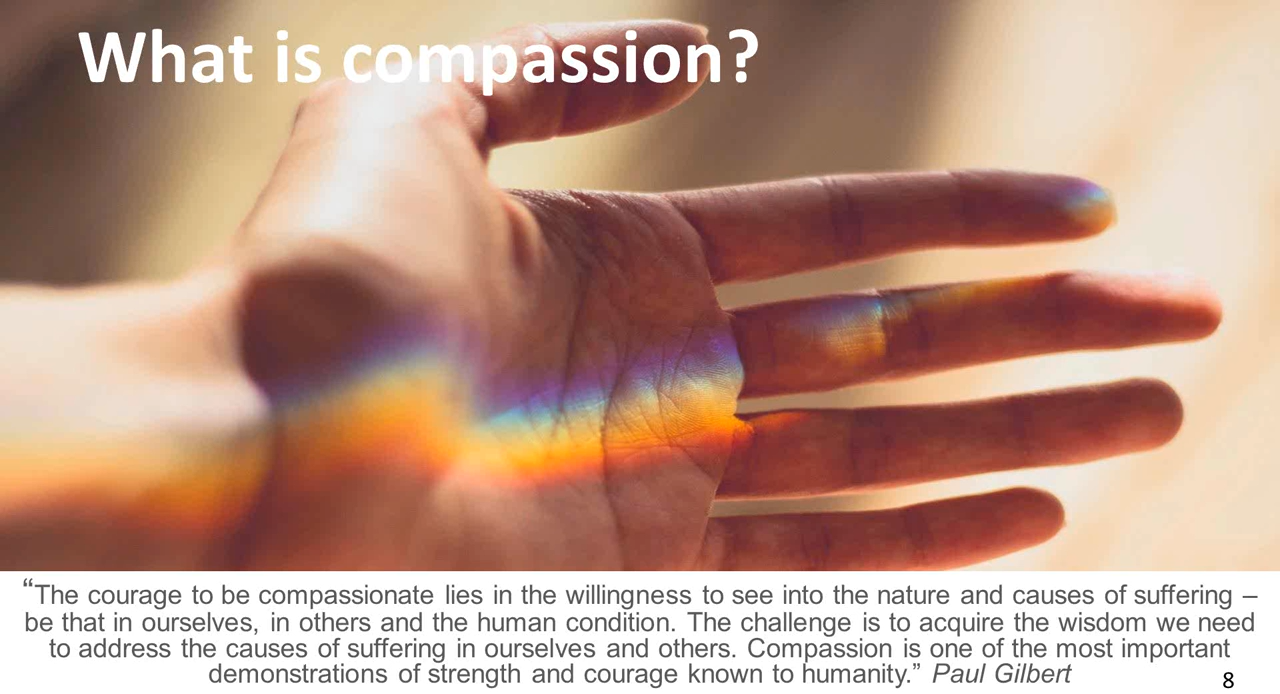 What is compassion?
“The courage to be compassionate lies in the willingness to see into the nature and causes of suffering –
be that in ourselves, in others and the human condition. The challenge is to acquire the wisdom we need
to address the causes of suffering in ourselves and others. Compassion is one of the most important
demonstrations of strength and courage known to humanity.” Paul Gilbert
8